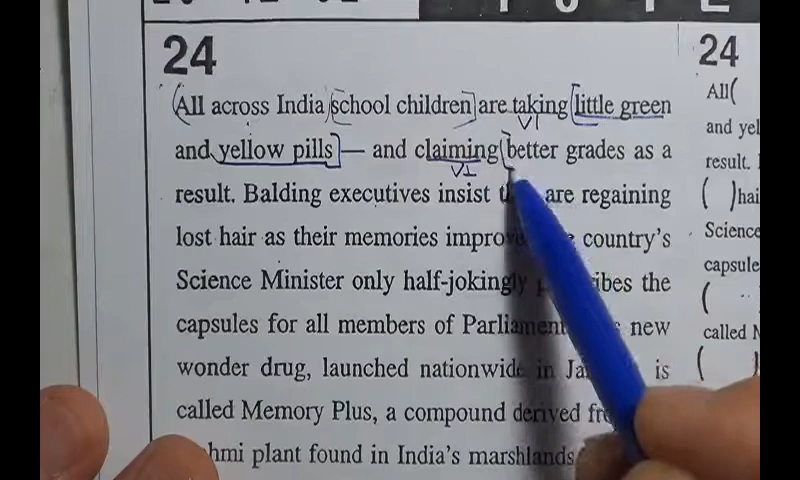 24
All across India school children are taking little green
and yellow pills — and claiming better grades as a
result. Balding executives insist are regaining
lost hair as their memories improve country's
Science Minister only half-jokingly the
capsules for all members of Parliament new
wonder drug, launched nationwide in is
called Memory Plus, a compound derived
plant found in India's marshlands
24
All(
and yel
result.
( )hai
Science
capsule
(
called M
( )